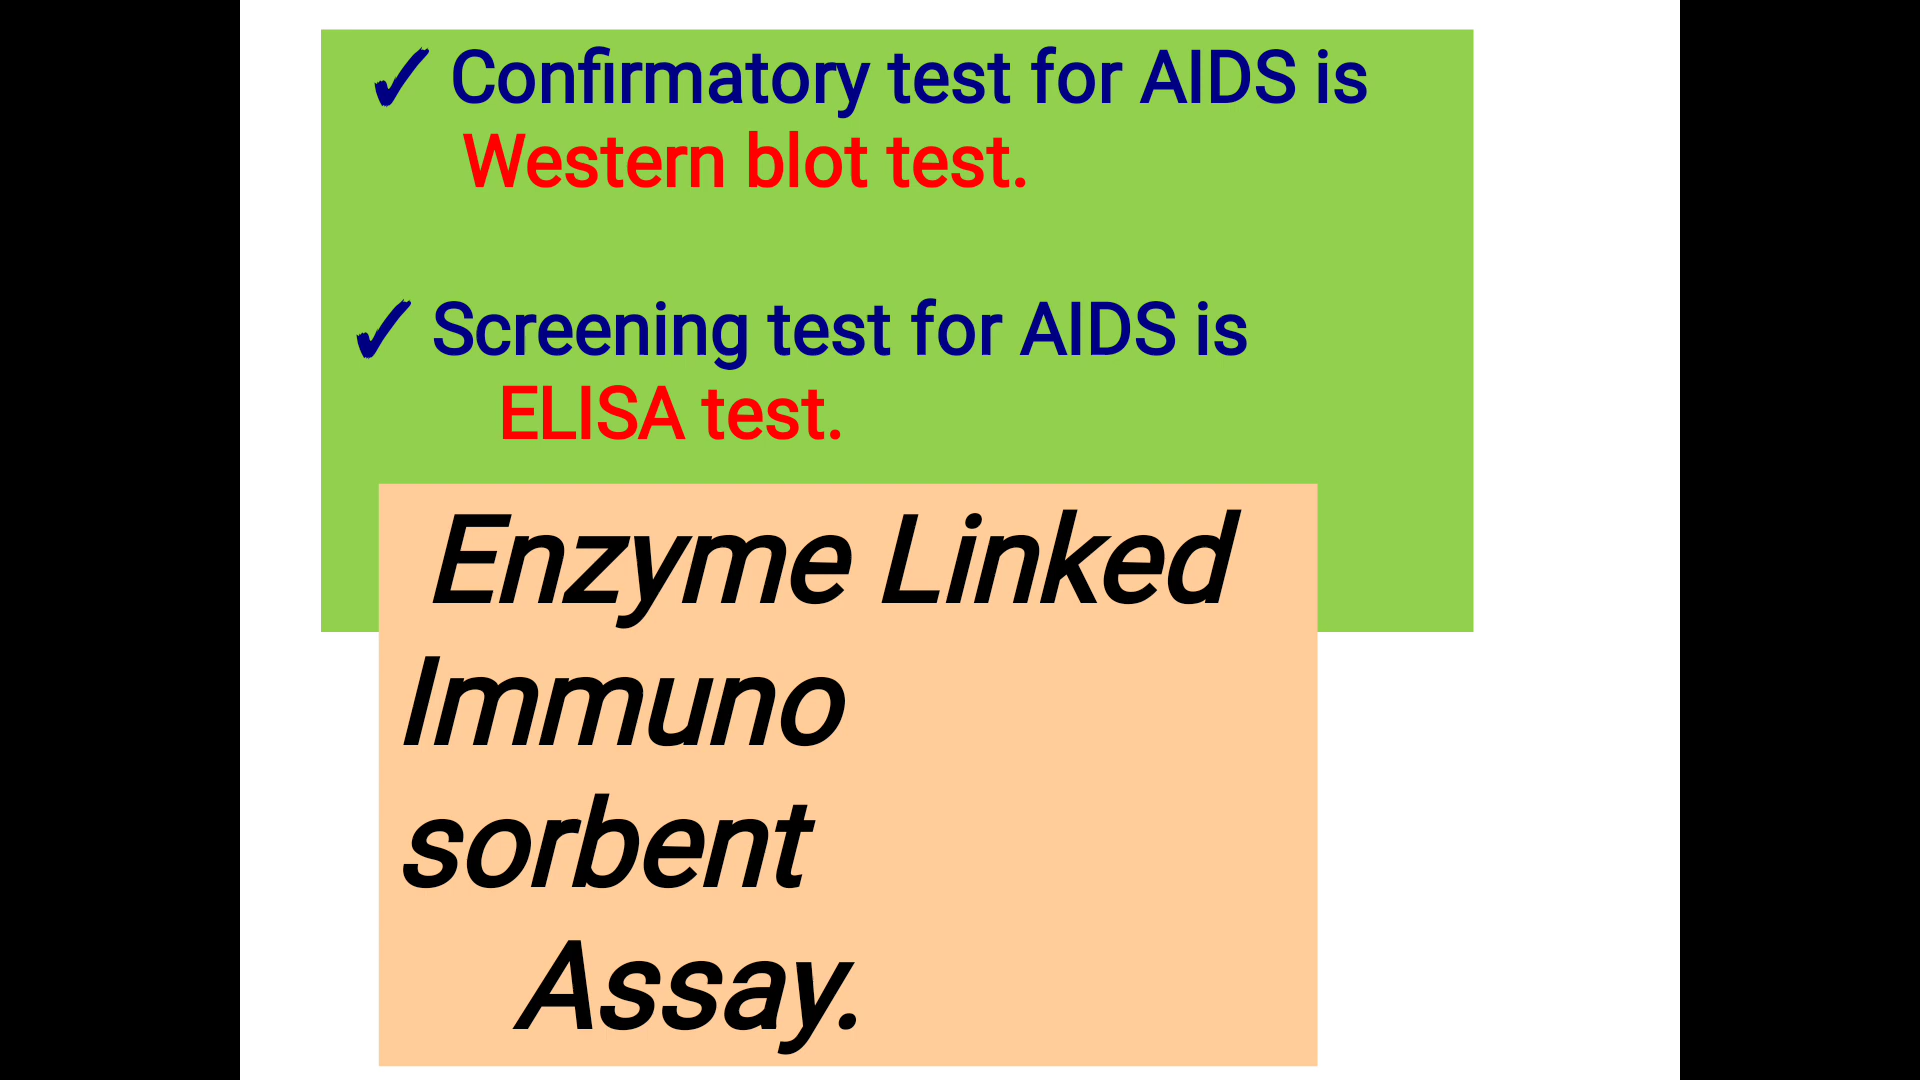 ✓ Confirmatory test for AIDS is
Western blot test.
✓ Screening test for AIDS is
ELISA test.
Enzyme Linked
Immuno
sorbent
Assay.